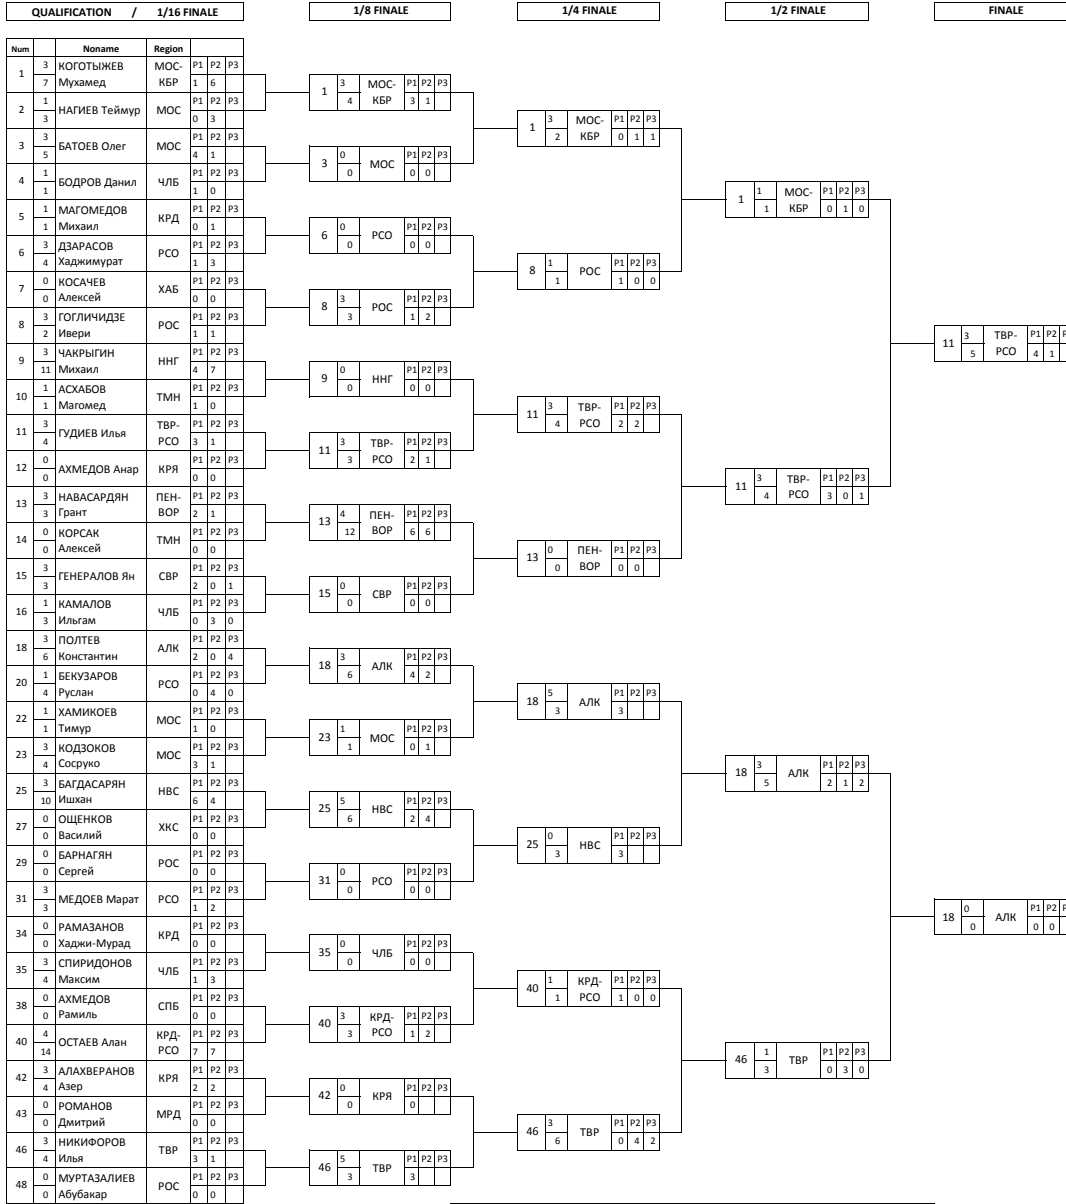 QUALIFICATION / 1/16 FINALE
1/8 FINALE
1/4 FINALE
1/2 FINALE
FINALE
Num Noname Region
1 3 7 КОГОТЫЖЕВ Мухамед МОС-КБР P1 P2 P3 1 6
2 1 3 НАГИЕВ Теймур МОС P1 P2 P3 0 3
3 3 5 БАТОЕВ Олег МОС P1 P2 P3 4 1
4 1 1 БОДРОВ Данил ЧЛБ P1 P2 P3 1 0
5 1 1 МАГОМЕДОВ Михаил КРД P1 P2 P3 0 1
6 3 4 ДЗАРАСОВ Хаджимурат РСО P1 P2 P3 1 3
7 0 0 КОСАЧЕВ Алексей ХАБ P1 P2 P3 0 0
8 3 2 ГОГЛИЧИДЗЕ Ивери РОС P1 P2 P3 1 1
9 3 11 ЧАКРЫГИН Михаил ННГ P1 P2 P3 4 7
10 1 1 АСХАБОВ Магомед ТМН P1 P2 P3 1 0
11 3 4 ГУДИЕВ Илья ТВР-РСО P1 P2 P3 3 1
12 0 0 АХМЕДОВ Анар КРЯ P1 P2 P3 0 0
13 3 3 НАВАСАРДЯН Грант ПЕН-ВОР P1 P2 P3 2 1
14 0 0 КОРСАК Алексей ТМН P1 P2 P3 0 0
15 3 3 ГЕНЕРАЛОВ Ян СВР P1 P2 P3 2 0 1
16 1 3 КАМАЛОВ Ильгам ЧЛБ P1 P2 P3 0 3 0
18 3 6 ПОЛТЕВ Константин АЛК P1 P2 P3 2 0 4
20 1 4 БЕКУЗАРОВ Руслан РСО P1 P2 P3 0 4 0
22 1 1 ХАМИКОЕВ Тимур МОС P1 P2 P3 1 0
23 3 4 КОДЗОКОВ Сосруко МОС P1 P2 P3 3 1
25 3 10 БАГДАСАРЯН Ишхан НВС P1 P2 P3 6 4
27 0 0 ОЩЕНКОВ Василий ХКС P1 P2 P3 0 0
29 0 0 БАРНАГЯН Сергей РОС P1 P2 P3 0 0
31 3 3 МЕДОЕВ Марат РСО P1 P2 P3 1 2
34 0 0 РАМАЗАНОВ Хаджи-Мурад КРД P1 P2 P3 0 0
35 3 4 СПИРИДОНОВ Максим ЧЛБ P1 P2 P3 1 3
38 0 0 АХМЕДОВ Рамиль СПБ P1 P2 P3 0 0
40 4 14 ОСТАЕВ Алан КРД-РСО P1 P2 P3 7 7
42 3 4 АЛАХВЕРАНОВ Азер КРЯ P1 P2 P3 2 2
43 0 0 РОМАНОВ Дмитрий МРД P1 P2 P3 0 0
46 3 4 НИКИФОРОВ Илья ТВР P1 P2 P3 3 1
48 0 0 МУРТАЗАЛИЕВ Абубакар РОС P1 P2 P3 0 0
1 3 4 МОС-КБР P1 P2 P3 3 1
3 0 0 МОС P1 P2 P3 0 0
6 0 0 РСО P1 P2 P3 0 0
8 3 3 РОС P1 P2 P3 1 2
9 0 0 ННГ P1 P2 P3 0 0
11 3 3 ТВР-РСО P1 P2 P3 2 1
13 4 12 ПЕН-ВОР P1 P2 P3 6 6
15 0 0 СВР P1 P2 P3 0 0
18 3 6 АЛК P1 P2 P3 4 2
23 1 1 МОС P1 P2 P3 0 1
25 5 6 НВС P1 P2 P3 2 4
31 0 0 РСО P1 P2 P3 0 0
35 0 0 ЧЛБ P1 P2 P3 0 0
40 3 3 КРД-РСО P1 P2 P3 1 2
42 0 0 КРЯ P1 P2 P3 0
46 5 3 ТВР P1 P2 P3 3
1 3 2 МОС-КБР P1 P2 P3 0 1 1
8 1 1 РОС P1 P2 P3 1 0 0
11 3 4 ТВР-РСО P1 P2 P3 2 2
13 0 0 ПЕН-ВОР P1 P2 P3 0 0
18 5 3 АЛК P1 P2 P3 3
25 0 3 НВС P1 P2 P3 3
40 1 1 КРД-РСО P1 P2 P3 1 0 0
46 3 6 ТВР P1 P2 P3 0 4 2
1 1 1 МОС-КБР P1 P2 P3 0 1 0
11 3 4 ТВР-РСО P1 P2 P3 3 0 1
18 3 5 АЛК P1 P2 P3 2 1 2
46 1 3 ТВР P1 P2 P3 0 3 0
11 3 5 ТВР-РСО P1 P2 4 1
18 0 0 АЛК P1 P2 0 0